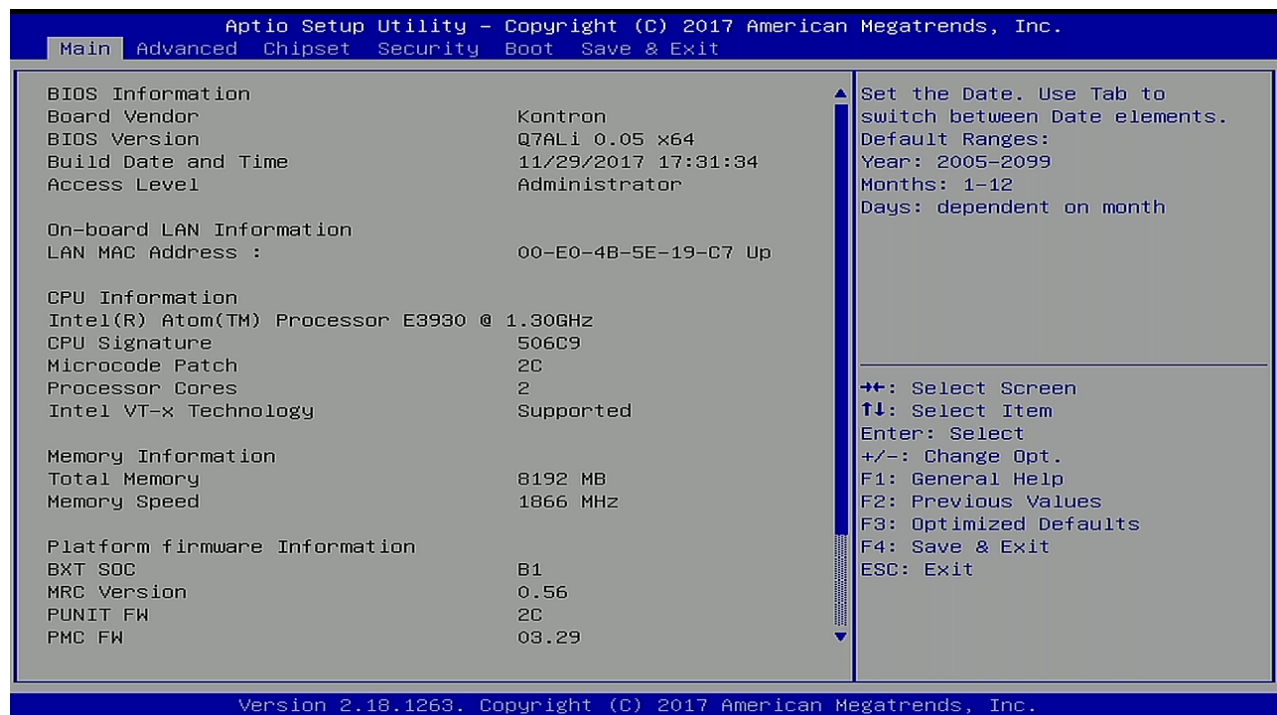 Aptio Setup Utility – Copyright (C) 2017 American Megatrends, Inc.
Main Advanced Chipset Security Boot Save & Exit
BIOS Information
Board Vendor Kontron
BIOS Version Q7ALi 0.05 x64
Build Date and Time 11/29/2017 17:31:34
Access Level Administrator
On-board LAN Information
LAN MAC Address : 00-E0-4B-5E-19-C7 Up
CPU Information
Intel(R) Atom(TM) Processor E3930 @ 1.30GHz
CPU Signature 506C9
Microcode Patch 2C
Processor Cores 2
Intel VT-x Technology Supported
Memory Information
Total Memory 8192 MB
Memory Speed 1866 MHz
Platform firmware Information
BXT SOC B1
MRC Version 0.56
PUNIT FW 2C
PMC FW 03.29
Set the Date. Use Tab to
switch between Date elements.
Default Ranges:
Year: 2005-2099
Months: 1-12
Days: dependent on month
→←: Select Screen
↑↓: Select Item
Enter: Select
+/-: Change Opt.
F1: General Help
F2: Previous Values
F3: Optimized Defaults
F4: Save & Exit
ESC: Exit
Version 2.18.1263. Copyright (C) 2017 American Megatrends, Inc.